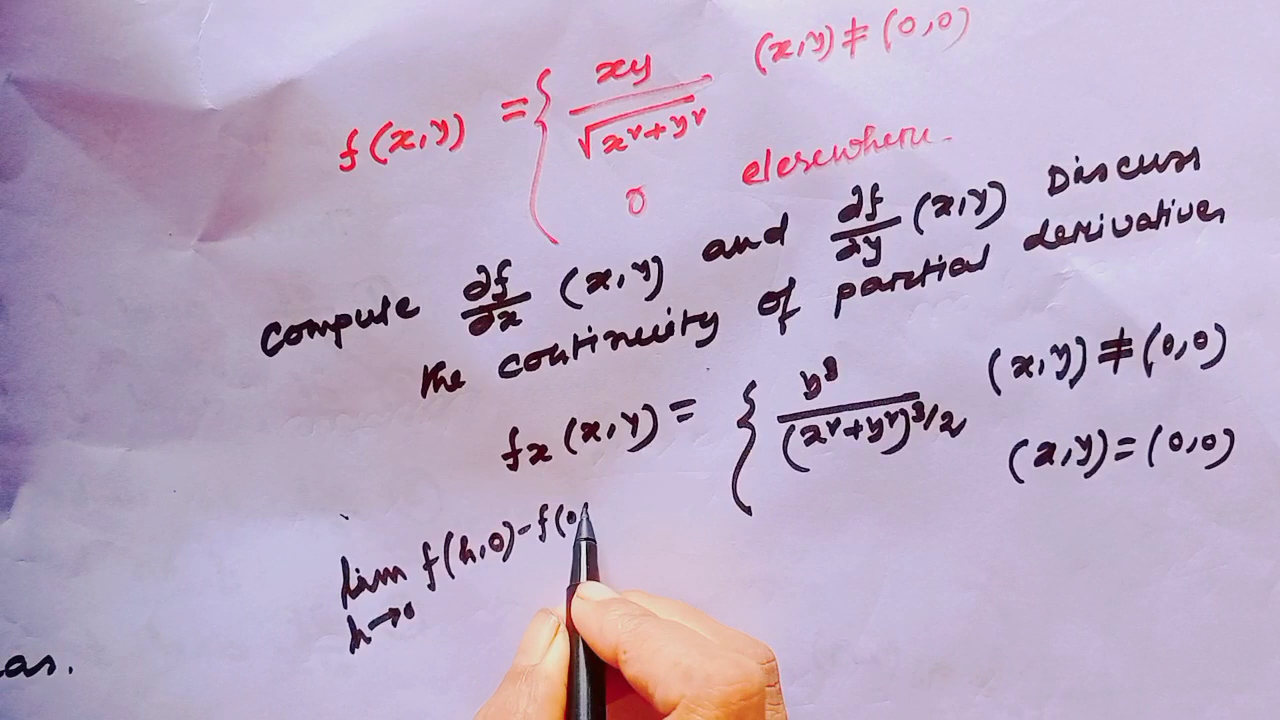 f(x,y) = { xy / √x²+y² (x,y) ≠ (0,0)
0 elsewhere.
Compute ∂f/∂x (x,y) and ∂f/∂y (x,y) Discuss
the continuity of partial derivatives
fx (x,y) = { y³ / (x²+y²)^3/2 (x,y) ≠ (0,0)
(x,y) = (0,0)
lim h→0 f(h,0) - f(0
as.